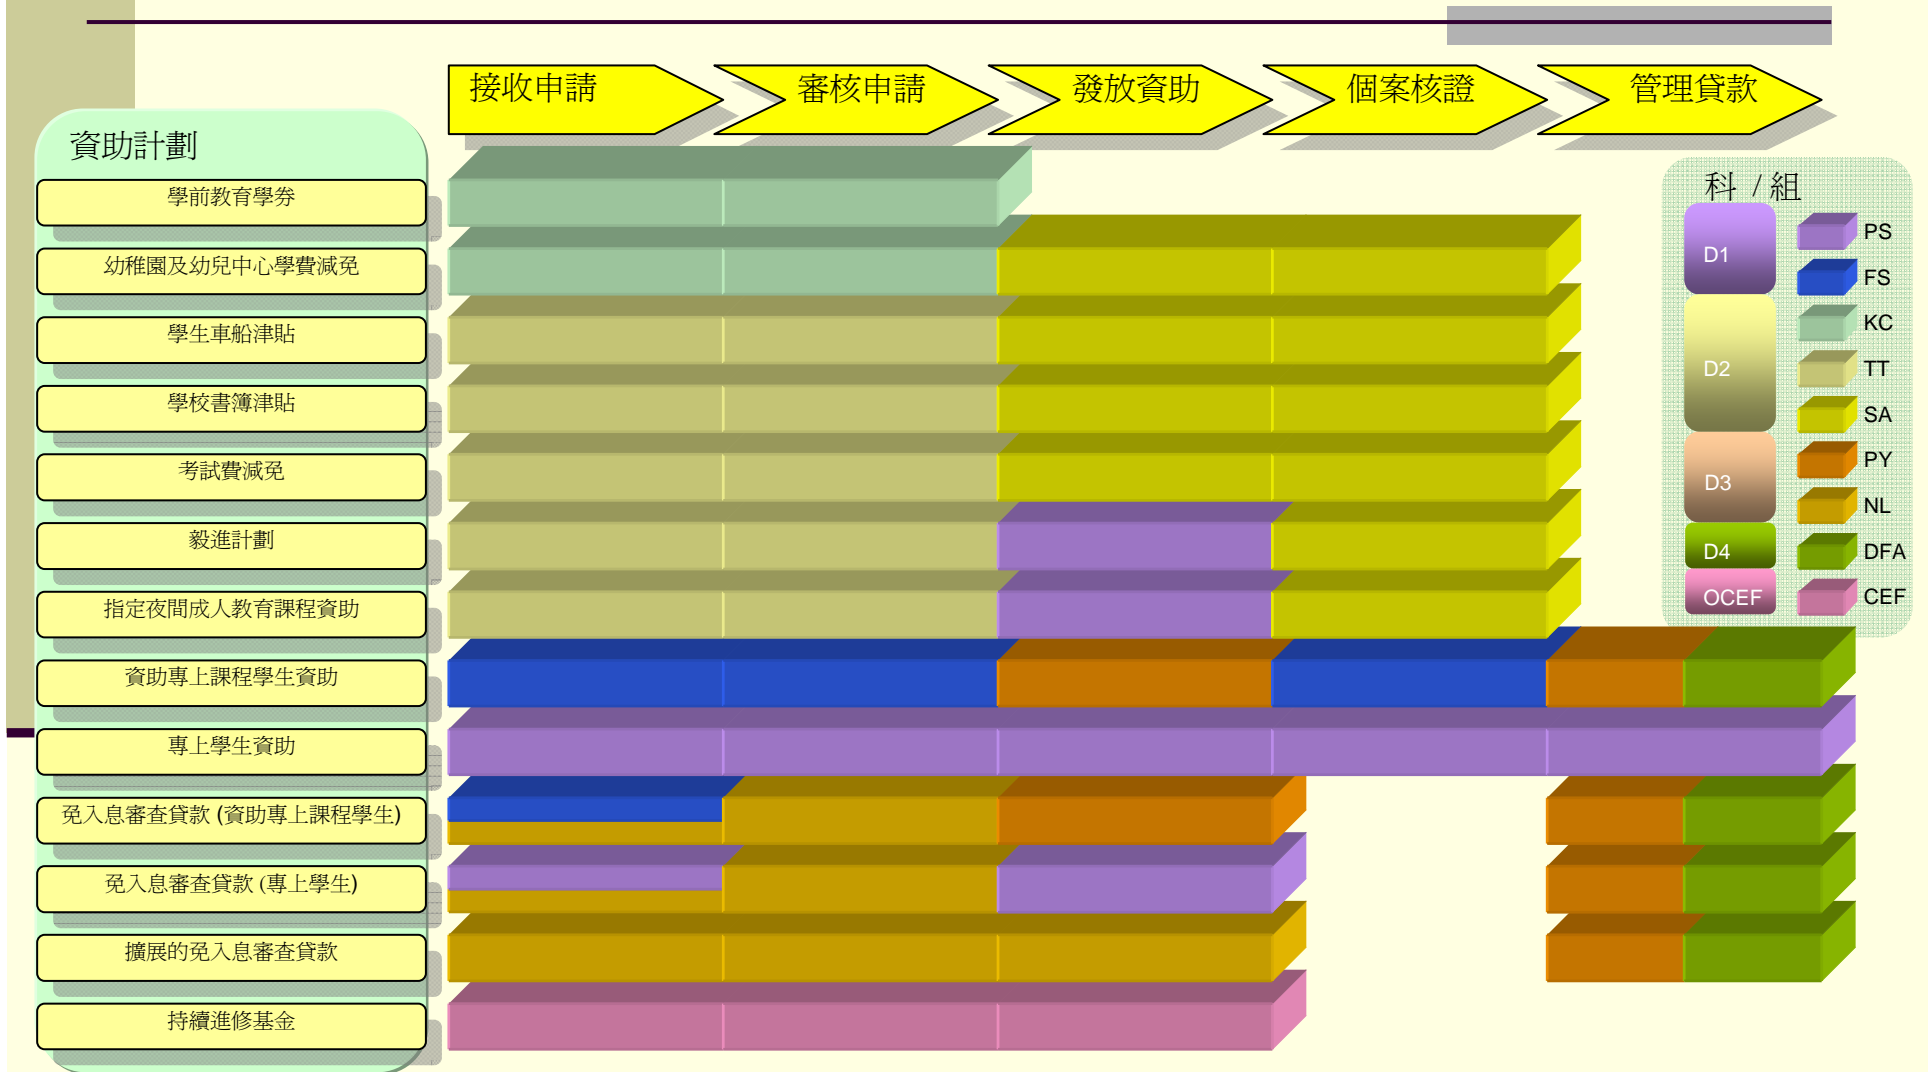 接收申請
審核申請
發放資助
個案核證
管理貸款
資助計劃
學前教育學券
幼稚園及幼兒中心學費減免
學生車船津貼
學校書簿津貼
考試費減免
毅進計劃
指定夜間成人教育課程資助
資助專上課程學生資助
專上學生資助
免入息審查貸款 (資助專上課程學生)
免入息審查貸款 (專上學生)
擴展的免入息審查貸款
持續進修基金
科 / 組
D1
D2
D3
D4
OCEF
PS
FS
KC
TT
SA
PY
NL
DFA
CEF